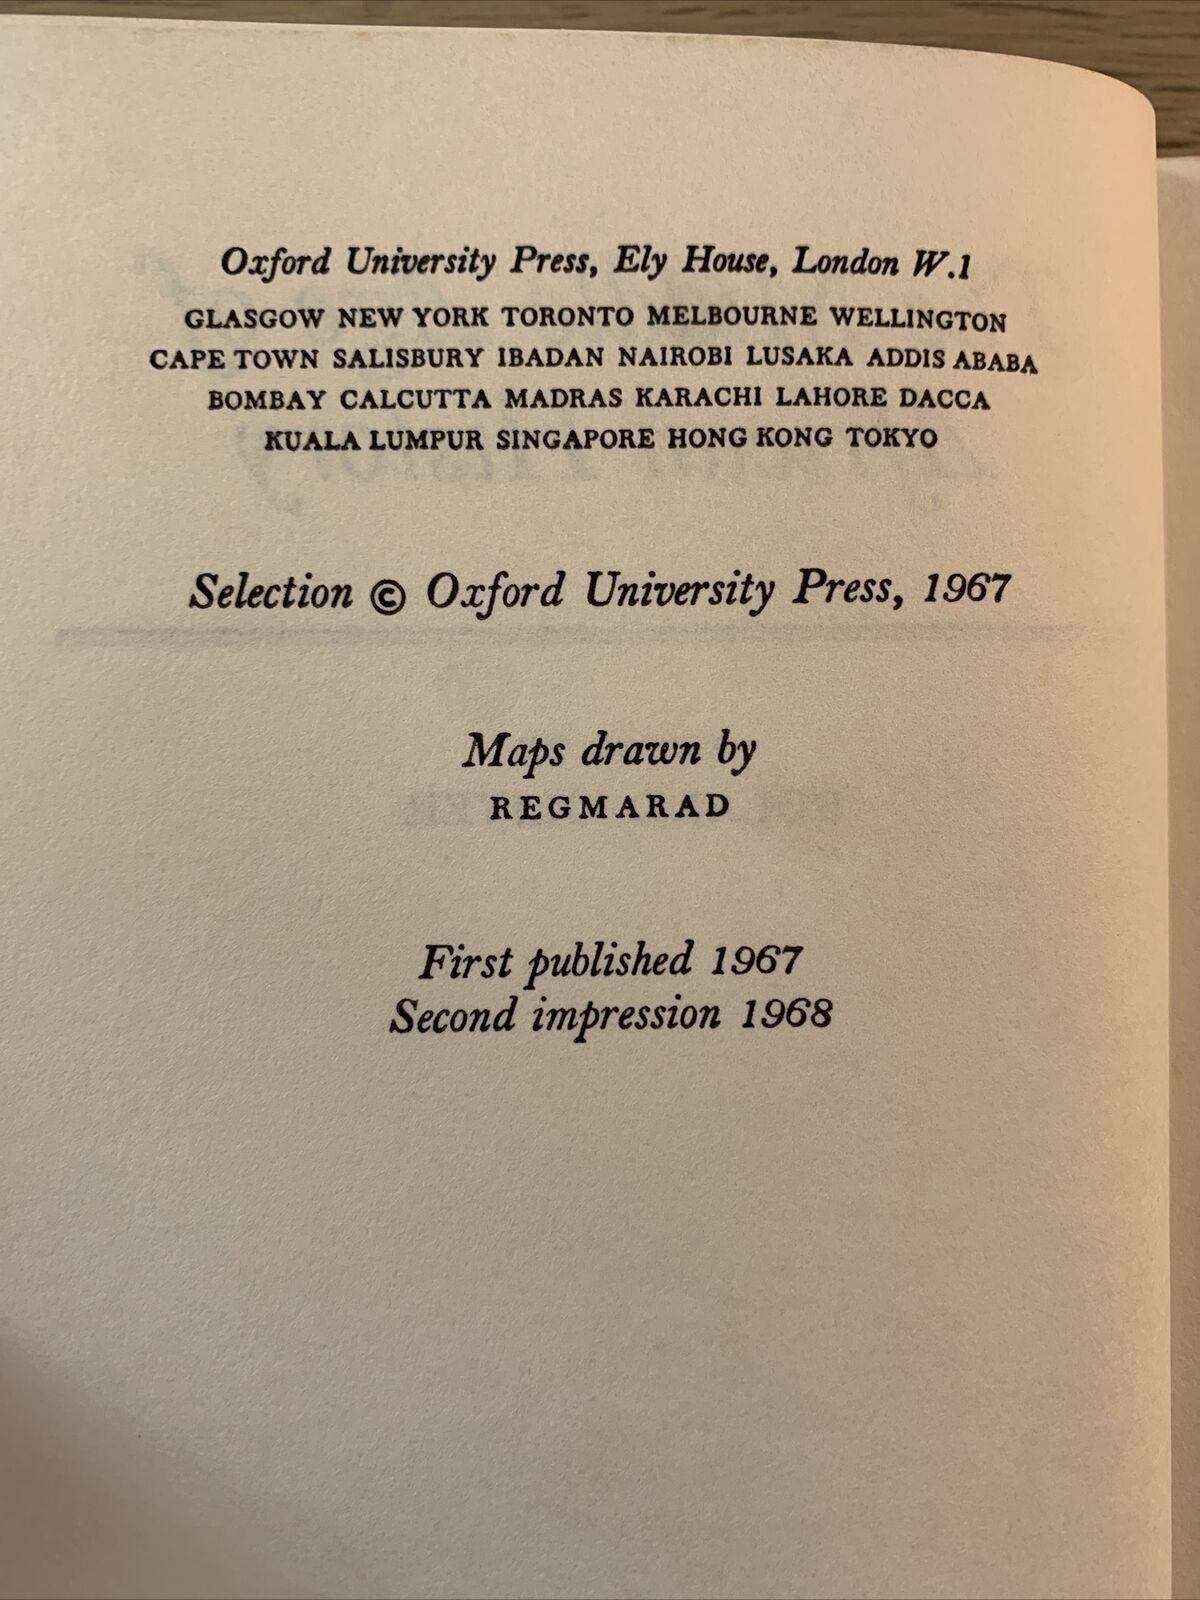 Oxford University Press, Ely House, London W.1
GLASGOW NEW YORK TORONTO MELBOURNE WELLINGTON
CAPE TOWN SALISBURY IBADAN NAIROBI LUSAKA ADDIS ABABA
BOMBAY CALCUTTA MADRAS KARACHI LAHORE DACCA
KUALA LUMPUR SINGAPORE HONG KONG TOKYO
Selection © Oxford University Press, 1967
Maps drawn by
REGMARAD
First published 1967
Second impression 1968